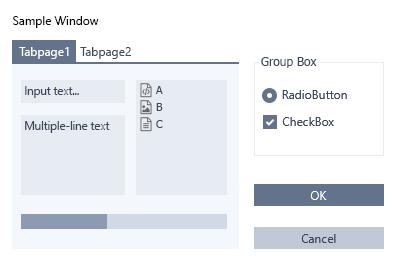 Sample Window
Tabpage1 Tabpage2
Input text...
Multiple-line text
A
B
C
Group Box
RadioButton
CheckBox
OK
Cancel